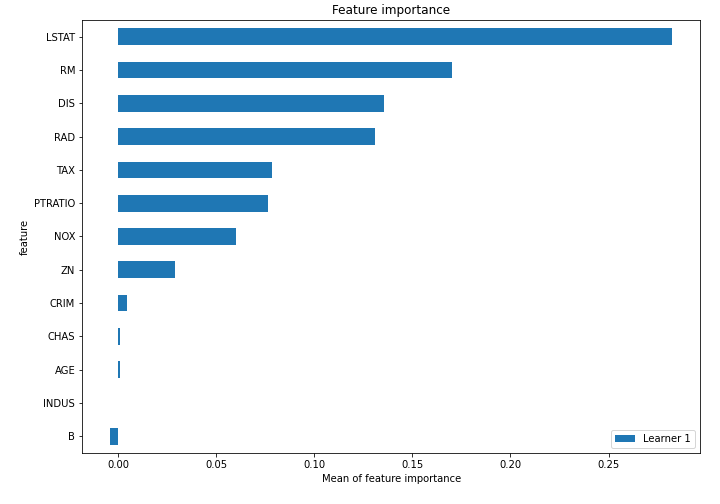 Feature importance
LSTAT
RM
DIS
RAD
TAX
PTRATIO
NOX
ZN
CRIM
CHAS
AGE
INDUS
B
feature
Learner 1
0.00 0.05 0.10 0.15 0.20 0.25
Mean of feature importance